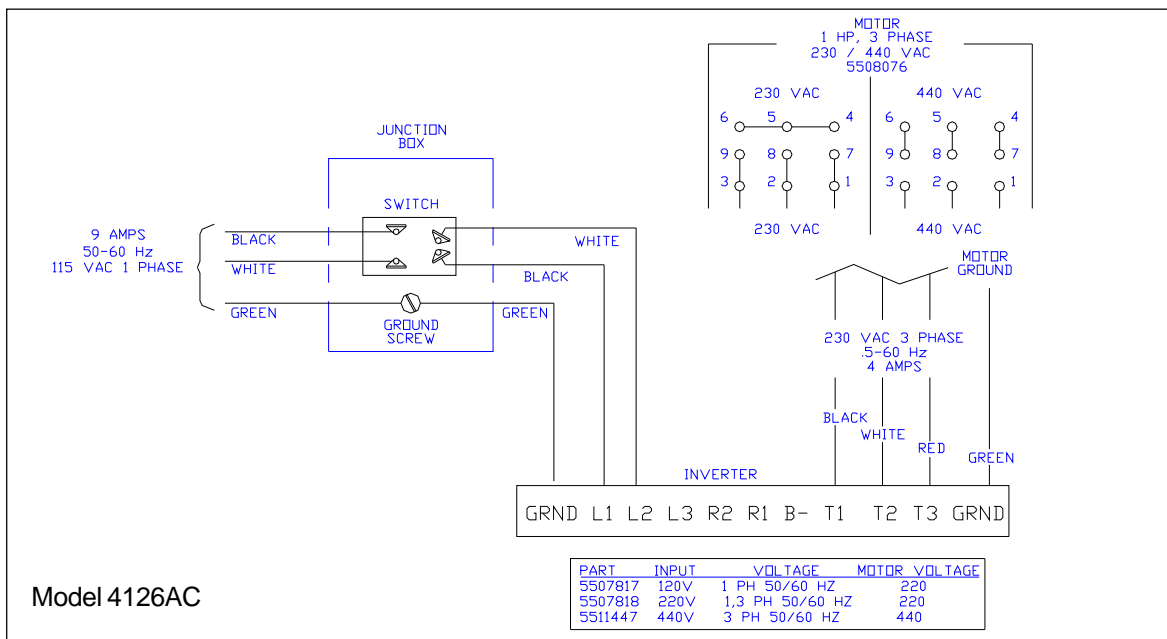 MOTOR
1 HP, 3 PHASE
230 / 440 VAC
5508076
230 VAC 440 VAC
6 5 4 6 5 4
9 8 7 9 8 7
3 2 1 3 2 1
230 VAC 440 VAC
JUNCTION
BOX
SWITCH
9 AMPS
50-60 Hz
115 VAC 1 PHASE
BLACK
WHITE
GREEN
WHITE
BLACK
GREEN
GROUND
SCREW
MOTOR
GROUND
230 VAC 3 PHASE
.5-60 Hz
4 AMPS
BLACK
WHITE
RED
GREEN
INVERTER
GRND L1 L2 L3 R2 R1 B- T1 T2 T3 GRND
PART INPUT VOLTAGE MOTOR VOLTAGE
5507817 120V 1 PH 50/60 HZ 220
5507818 220V 1,3 PH 50/60 HZ 220
5511447 440V 3 PH 50/60 HZ 440
Model 4126AC